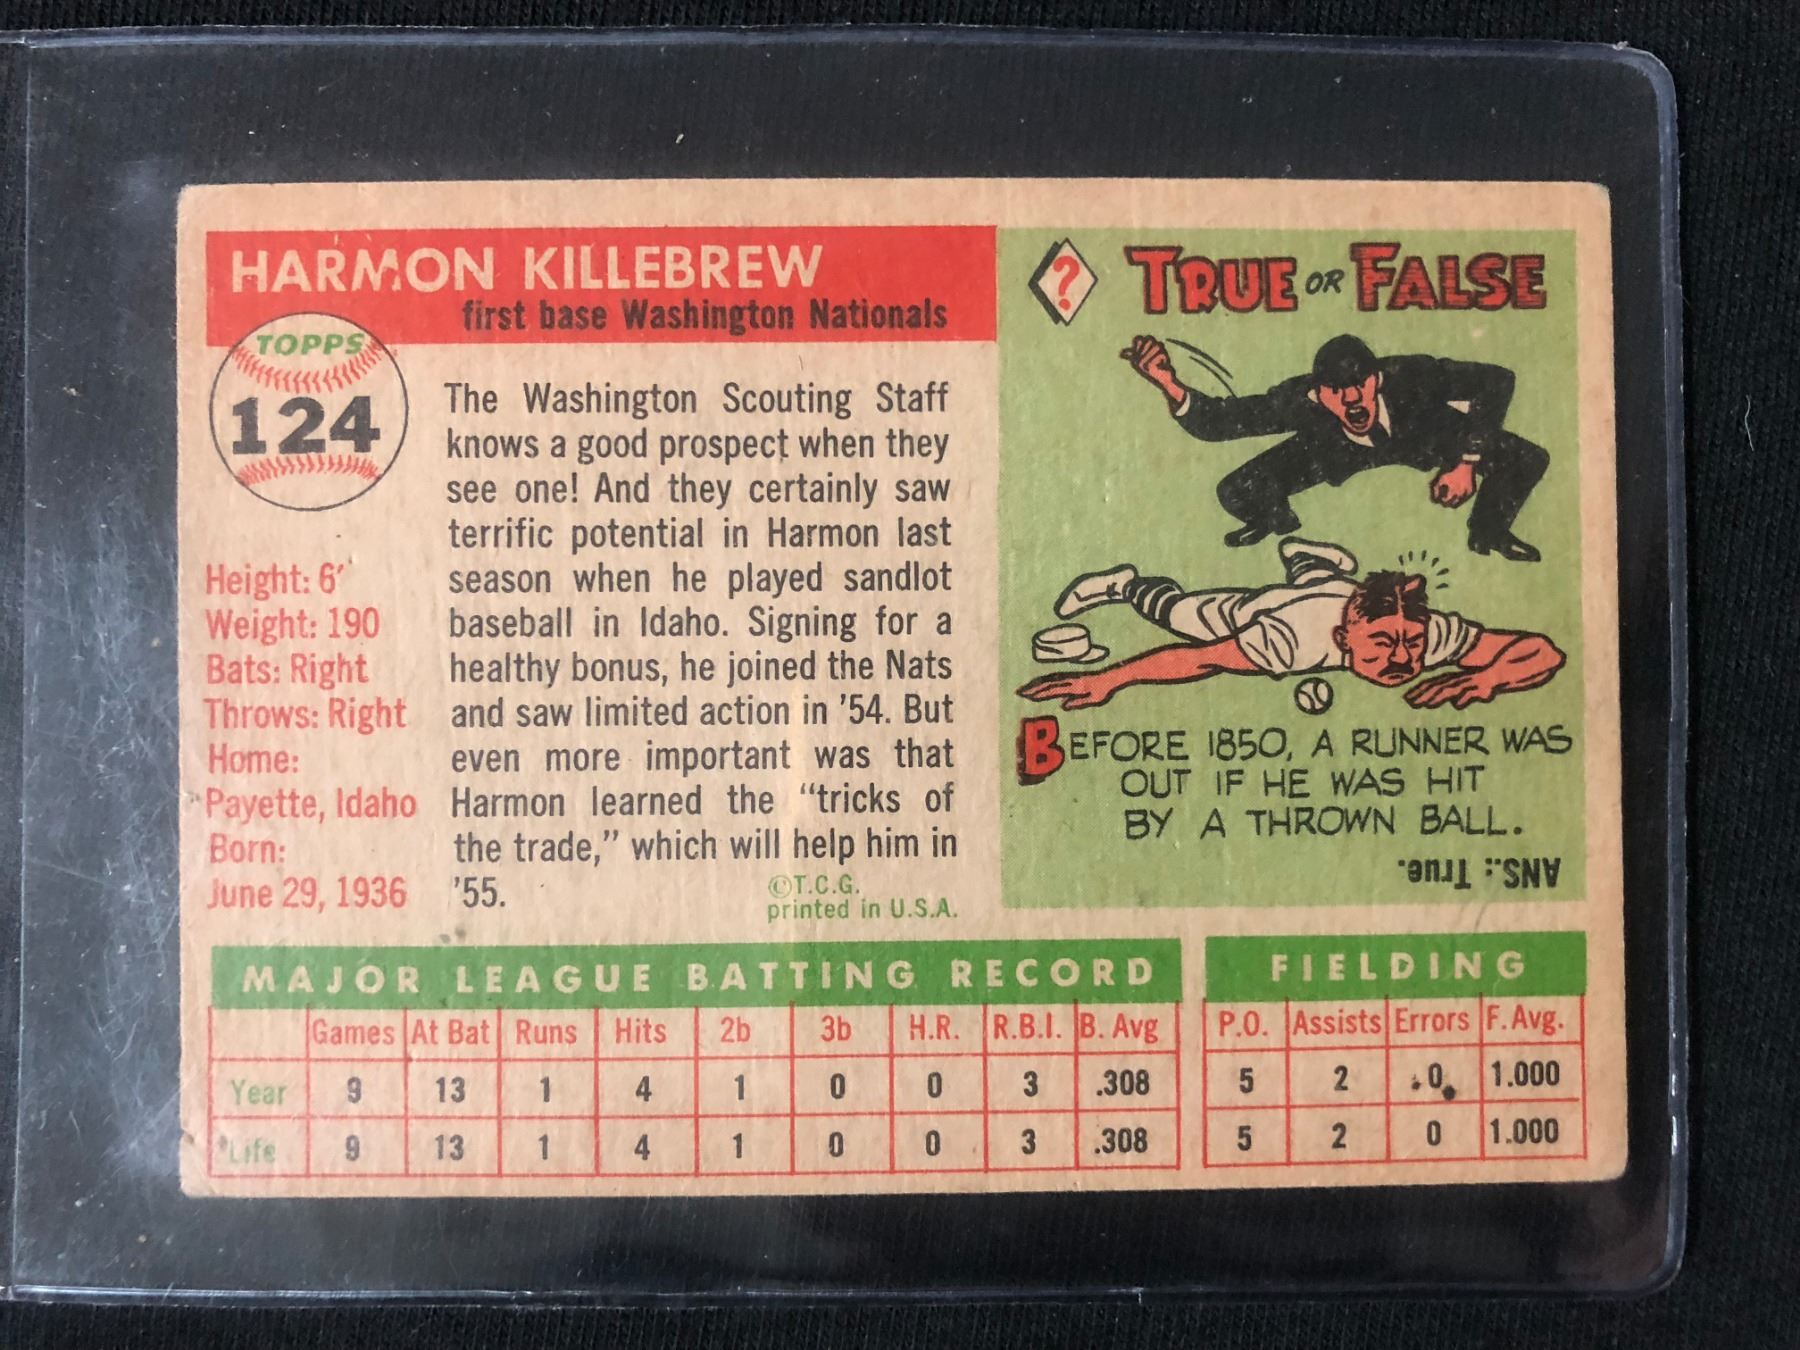 HARMON KILLEBREW
first base Washington Nationals
TOPPS
124
Height: 6'
Weight: 190
Bats: Right
Throws: Right
Home:
Payette, Idaho
Born:
June 29, 1936
The Washington Scouting Staff
knows a good prospect when they
see one! And they certainly saw
terrific potential in Harmon last
season when he played sandlot
baseball in Idaho. Signing for a
healthy bonus, he joined the Nats
and saw limited action in '54. But
even more important was that
Harmon learned the "tricks of
the trade," which will help him in
'55.
©T.C.G.
printed in U.S.A.
? TRUE OR FALSE
BEFORE 1850, A RUNNER WAS
OUT IF HE WAS HIT
BY A THROWN BALL.
ANS.: True.
MAJOR LEAGUE BATTING RECORD
Games At Bat Runs Hits 2b 3b H.R. R.B.I. B. Avg
Year 9 13 1 4 1 0 0 3 .308
Life 9 13 1 4 1 0 0 3 .308
FIELDING
P.O. Assists Errors F. Avg.
5 2 0 1.000
5 2 0 1.000